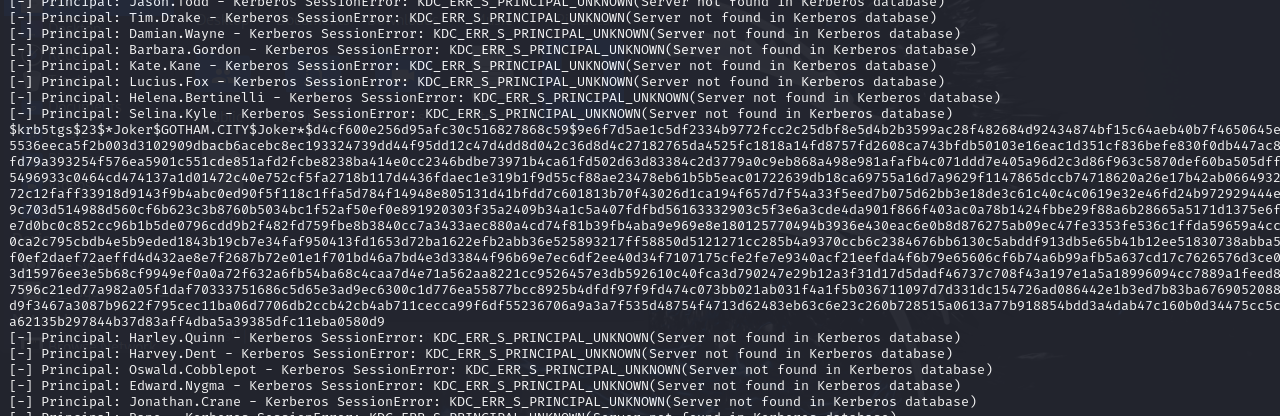 [-] Principal: Jason.Todd - Kerberos SessionError: KDC_ERR_S_PRINCIPAL_UNKNOWN(Server not found in Kerberos database)
[-] Principal: Tim.Drake - Kerberos SessionError: KDC_ERR_S_PRINCIPAL_UNKNOWN(Server not found in Kerberos database)
[-] Principal: Damian.Wayne - Kerberos SessionError: KDC_ERR_S_PRINCIPAL_UNKNOWN(Server not found in Kerberos database)
[-] Principal: Barbara.Gordon - Kerberos SessionError: KDC_ERR_S_PRINCIPAL_UNKNOWN(Server not found in Kerberos database)
[-] Principal: Kate.Kane - Kerberos SessionError: KDC_ERR_S_PRINCIPAL_UNKNOWN(Server not found in Kerberos database)
[-] Principal: Lucius.Fox - Kerberos SessionError: KDC_ERR_S_PRINCIPAL_UNKNOWN(Server not found in Kerberos database)
[-] Principal: Helena.Bertinelli - Kerberos SessionError: KDC_ERR_S_PRINCIPAL_UNKNOWN(Server not found in Kerberos database)
[-] Principal: Selina.Kyle - Kerberos SessionError: KDC_ERR_S_PRINCIPAL_UNKNOWN(Server not found in Kerberos database)
$krb5tgs$23$*Joker$GOTHAM.CITY$Joker*$d4cf600e256d95afc30c516827868c59$9e6f7d5ae1c5df2334b9772fcc2c25dbf8e5d4b2b3599ac28f482684d92434874bf15c64aeb40b7f4650645e
5536eeca5f2b003d3102909dbacb6acebc8ec193324739dd44f95dd12c47d4dd8d042c36d8d4c27182765da4525fc1818a14fd8757fd2608ca743bfdb50103e16eac1d351cf836befe830f0db447ac8
fd79a393254f576ea5901c551cde851afd2fcbe8238ba414e0cc2346bdbe73971b4ca61fd502d63d83384c2d3779a0c9eb868a498e981afafb4c071ddd7e405a96d2c3d86f963c5870def60ba505dff
5496933c0464cd474137a1d01472c40e752cf5fa2718b117d4436fdaec1e319b1f9d55cf88ae23478eb61b5b5eac01722639db18ca69755a16d7a9629f1147865dccb74718620a26e17b42ab0664932
72c12faff33918d9143f9b4abc0ed90f5f118c1ffa5d784f14948e805131d41bfdd7c601813b70f43026d1ca194f657d7f54a33f5eed7b075d62bb3e18de3c61c40c4c0619e32e46fd24b972929444e
9c703d514988d560cf6b623c3b8760b5034bc1f52af50ef0e891920303f35a2409b34a1c5a407fdfbd56163332903c5f3e6a3cde4da901f866f403ac0a78b1424fbbe29f88a6b28665a5171d1375e6f
e7d0bc0c852cc96b1b5de0796cdd9b2f482fd759fbe8b3840cc7a3433aec880a4cd74f81b39fb4aba9e969e8e180125770494b3936e430eac6e0b8d876275ab09ec47fe3353fe536c1ffda59659a4cc
0ca2c795cbdb4e5b9eded1843b19cb7e34faf950413fd1653d72ba1622efb2abb36e525893217ff58850d5121271cc285b4a9370ccb6c2384676bb6130c5abddf913db5e65b41b12ee51830738abba5
f0ef2daef72aeffd4d432ae8e7f2687b72e01e1f701bd46a7bd4e3d33844f96b69e7ec6df2ee40d34f7107175cfe2fe7e9340acf21eefda4f6b79e65606cf6b74a6b99afb5a637cd17c7626576d3ce0
3d15976ee3e5b68cf9949ef0a0a72f632a6fb54ba68c4caa7d4e71a562aa8221cc9526457e3db592610c40fca3d790247e29b12a3f31d17d5dadf46737c708f43a197e1a5a18996094cc7889a1feed8
7596c21ed77a982a05f1daf70333751686c5d65e3ad9ec6300c1d776ea55877bcc8925b4dfdf97f9fd474c073bb021ab031f4a1f5b036711097d7d331dc154726ad086442e1b3ed7b83ba6769052088
d9f3467a3087b9622f795cec11ba06d7706db2ccb42cb4ab711cecca99f6df55236706a9a3a7f535d48754f4713d62483eb63c6e23c260b728515a0613a77b918854bdd3a4dab47c160b0d34475cc5c
a62135b297844b37d83aff4dba5a39385dfc11eba0580d9
[-] Principal: Harley.Quinn - Kerberos SessionError: KDC_ERR_S_PRINCIPAL_UNKNOWN(Server not found in Kerberos database)
[-] Principal: Harvey.Dent - Kerberos SessionError: KDC_ERR_S_PRINCIPAL_UNKNOWN(Server not found in Kerberos database)
[-] Principal: Oswald.Cobblepot - Kerberos SessionError: KDC_ERR_S_PRINCIPAL_UNKNOWN(Server not found in Kerberos database)
[-] Principal: Edward.Nygma - Kerberos SessionError: KDC_ERR_S_PRINCIPAL_UNKNOWN(Server not found in Kerberos database)
[-] Principal: Jonathan.Crane - Kerberos SessionError: KDC_ERR_S_PRINCIPAL_UNKNOWN(Server not found in Kerberos database)